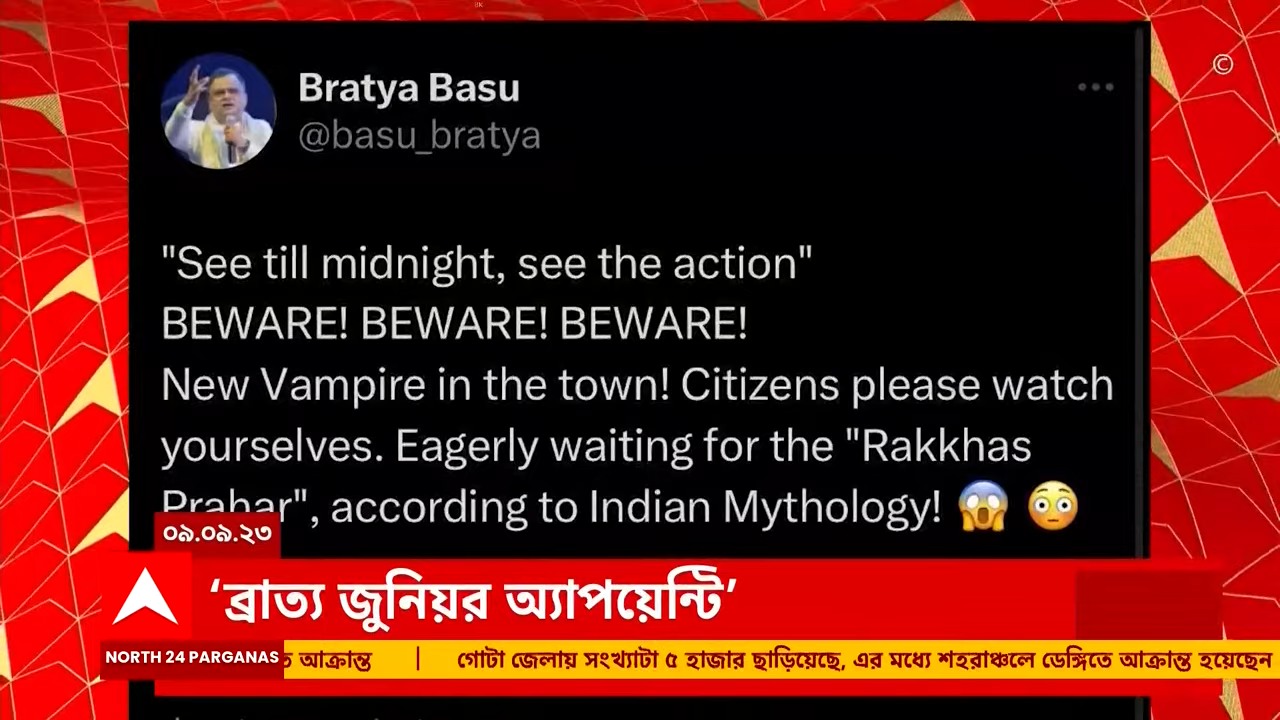 ©
Bratya Basu
@basu_bratya
"See till midnight, see the action"
BEWARE! BEWARE! BEWARE!
New Vampire in the town! Citizens please watch
yourselves. Eagerly waiting for the "Rakkhas
Prahar", according to Indian Mythology! 😱 😳
০৯.০৯.২৩
‘ব্রাত্য জুনিয়র অ্যাপয়েন্টি’
NORTH 24 PARGANAS
ত আক্রান্ত | গোটা জেলায় সংখ্যাটা ৫ হাজার ছাড়িয়েছে, এর মধ্যে শহরাঞ্চলে ডেঙ্গিতে আক্রান্ত হয়েছেন